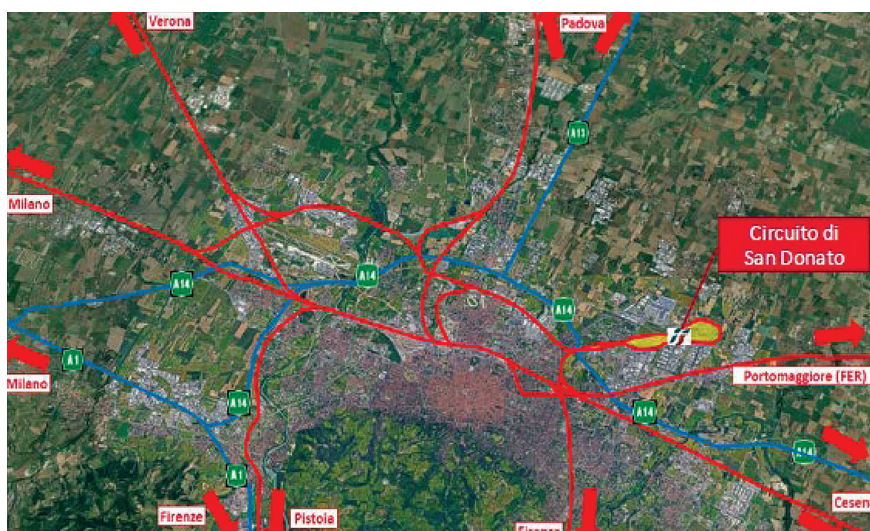 Verona
Padova
A13
Milano
Circuito di
San Donato
A14
A14
A14
A1
Milano
Portomaggiore (FER)
A14
A14
A14
A1
Cesen
Firenze
Pistoia
Firenze